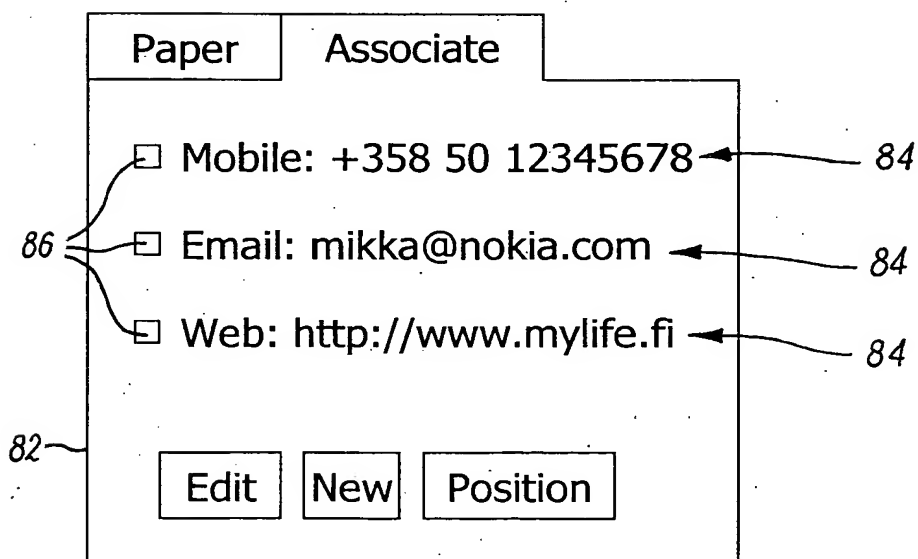 Paper Associate
Mobile: +358 50 12345678 84
86 Email: mikka@nokia.com 84
Web: http://www.mylife.fi 84
82
Edit New Position